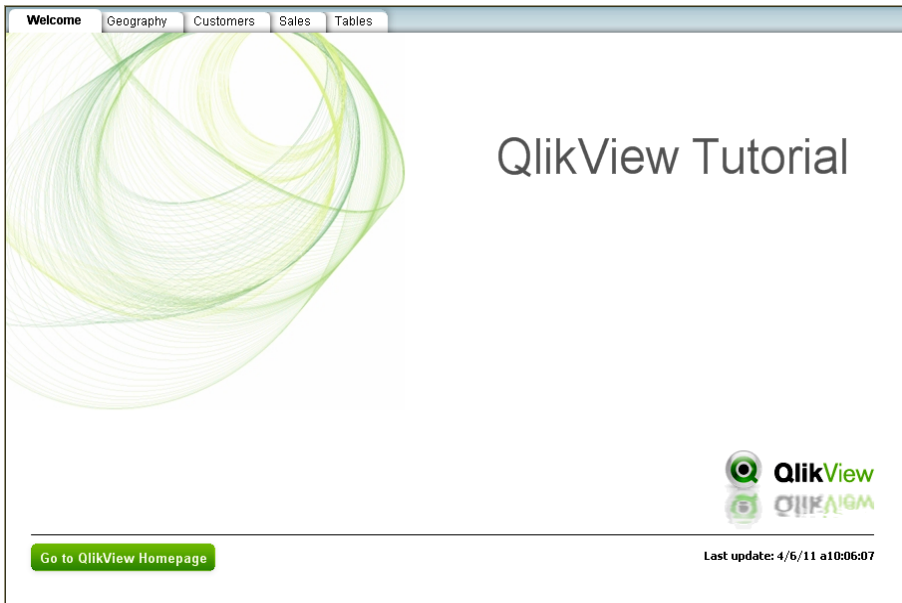 Welcome Geography Customers Sales Tables
QlikView Tutorial
QlikView
Go to QlikView Homepage
Last update: 4/6/11 a10:06:07